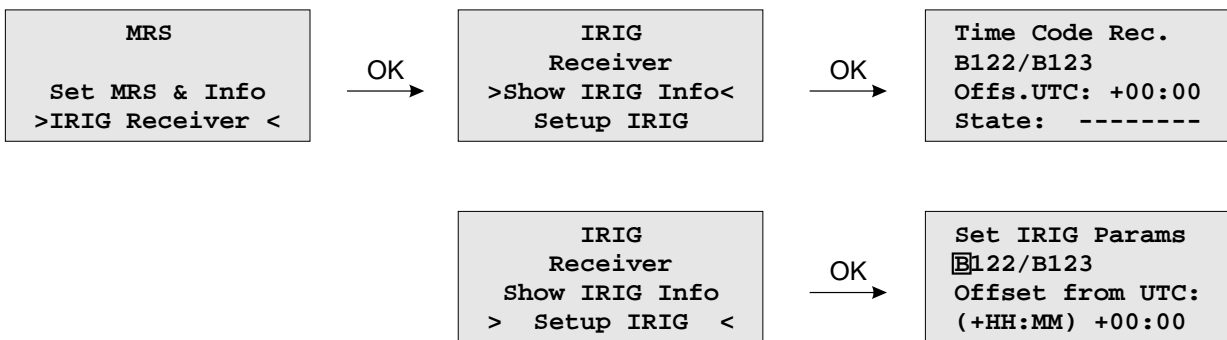 MRS
Set MRS & Info
>IRIG Receiver <
OK
IRIG
Receiver
>Show IRIG Info<
Setup IRIG
OK
Time Code Rec.
B122/B123
Offs.UTC: +00:00
State: --------
IRIG
Receiver
Show IRIG Info
> Setup IRIG <
OK
Set IRIG Params
B122/B123
Offset from UTC:
(+HH:MM) +00:00